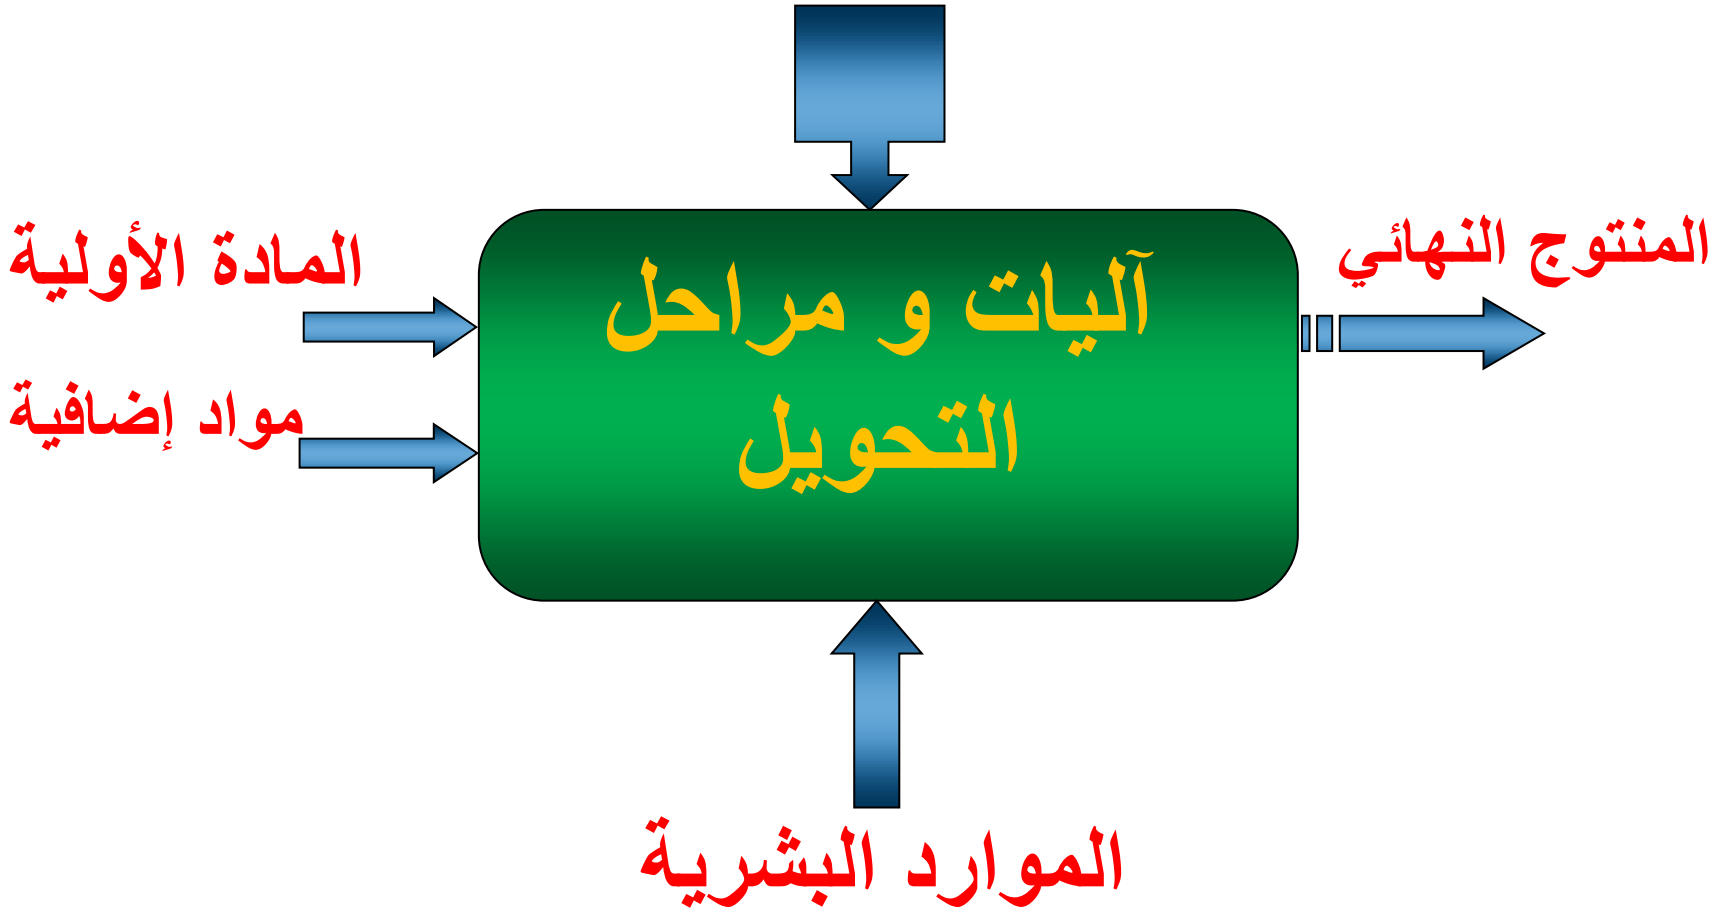 المادة الأولية
مواد إضافية
آليات و مراحل
التحويل
المنتوج النهائي
الموارد البشرية